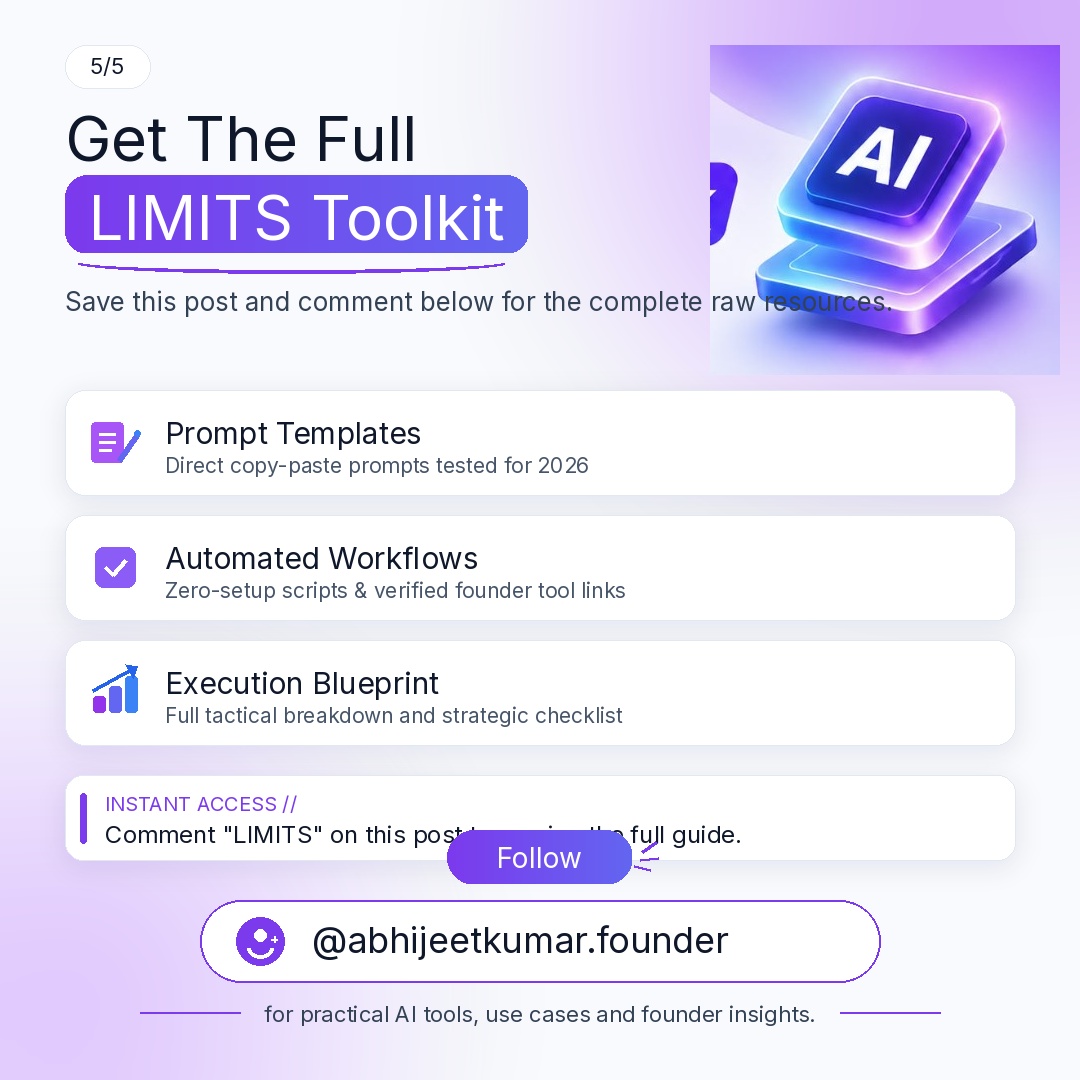 5/5
Get The Full
LIMITS Toolkit
Save this post and comment below for the complete raw resources.
AI
Prompt Templates
Direct copy-paste prompts tested for 2026
Automated Workflows
Zero-setup scripts & verified founder tool links
Execution Blueprint
Full tactical breakdown and strategic checklist
INSTANT ACCESS //
Comment "LIMITS" on this post full guide.
Follow
@abhijeetkumar.founder
for practical AI tools, use cases and founder insights.